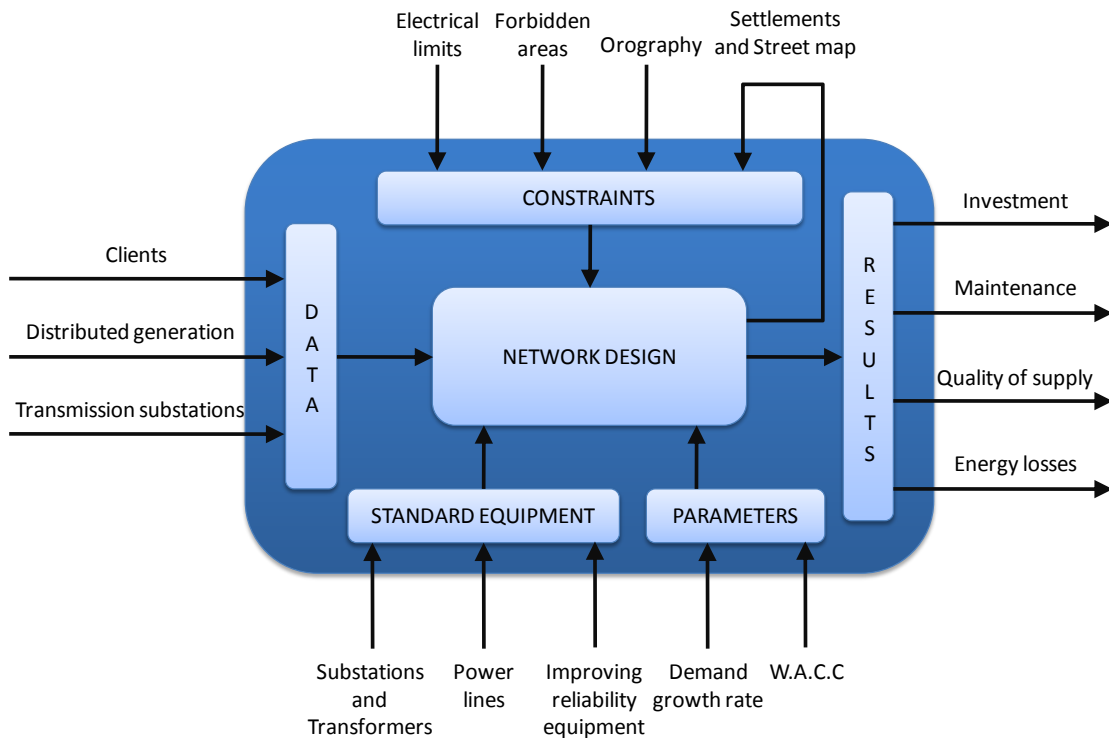 Electrical
limits
Forbidden
areas
Orography
Settlements
and Street map
CONSTRAINTS
Clients
Distributed generation
Transmission substations
DATA
NETWORK DESIGN
RESULTS
Investment
Maintenance
Quality of supply
Energy losses
STANDARD EQUIPMENT
PARAMETERS
Substations
and
Transformers
Power
lines
Improving
reliability
equipment
Demand
growth rate
W.A.C.C